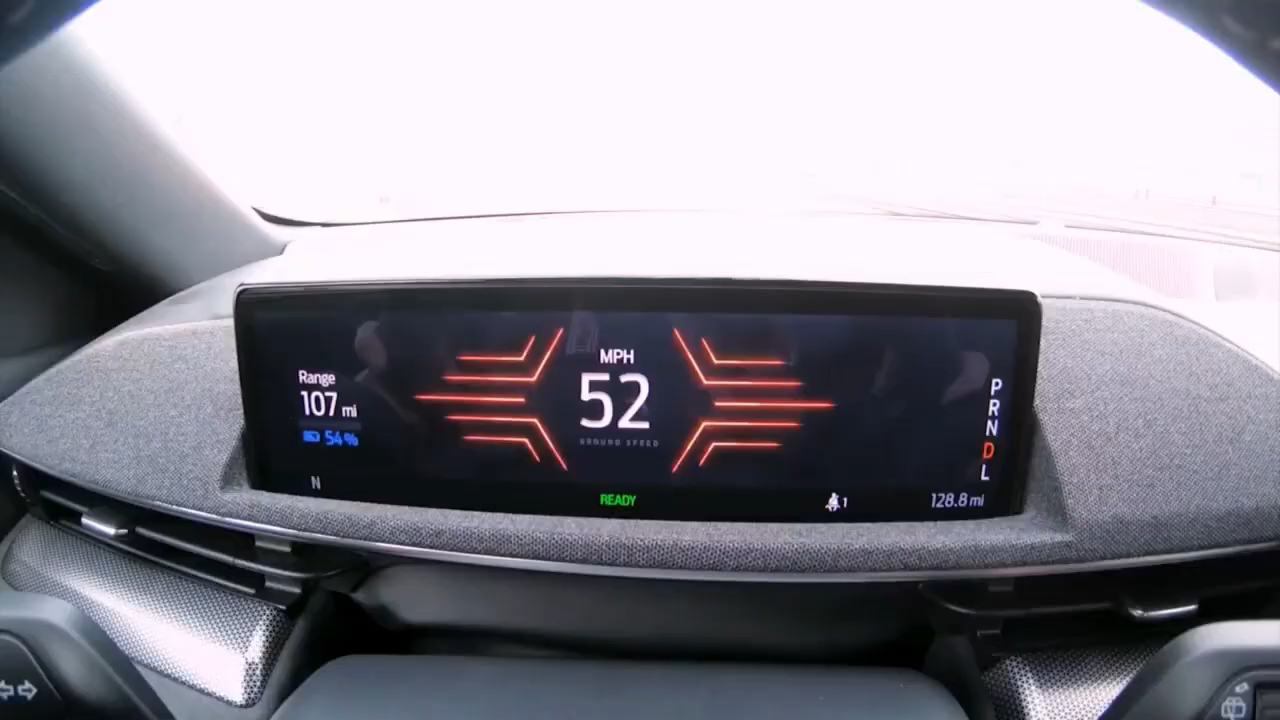 Range
107 mi
54%
N
MPH
52
GROUND SPEED
READY
1
P
R
N
D
L
128.8 mi